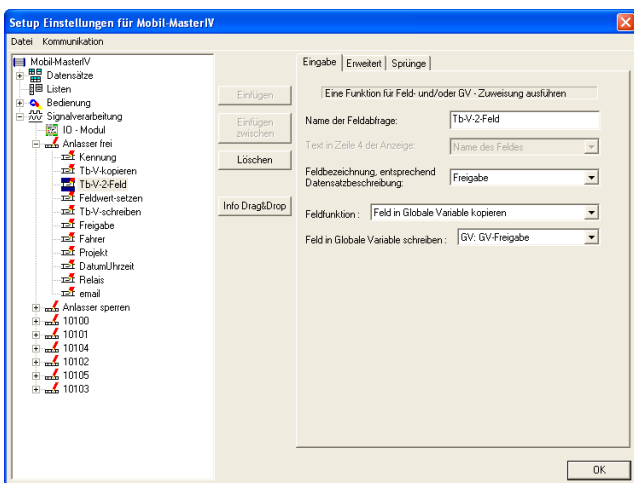 Setup Einstellungen für Mobil-MasterIV
Datei Kommunikation
Mobil-MasterIV
Datensätze
Listen
Bedienung
Signalverarbeitung
IO - Modul
Anlasser frei
Kennung
Tb-V-kopieren
Tb-V-2-Feld
Feldwert-setzen
Tb-V-schreiben
Freigabe
Fahrer
Projekt
DatumUhrzeit
Relais
email
Anlasser sperren
10100
10101
10104
10102
10105
10103
Einfügen
Einfügen
zwischen
Löschen
Info Drag&Drop
Eingabe Erweitert Sprünge
Eine Funktion für Feld- und/oder GV - Zuweisung ausführen
Name der Feldabfrage: Tb-V-2-Feld
Text in Zeile 4 der Anzeige: Name des Feldes
Feldbezeichnung, entsprechend
Datensatzbeschreibung: Freigabe
Feldfunktion : Feld in Globale Variable kopieren
Feld in Globale Variable schreiben : GV: GV-Freigabe
OK